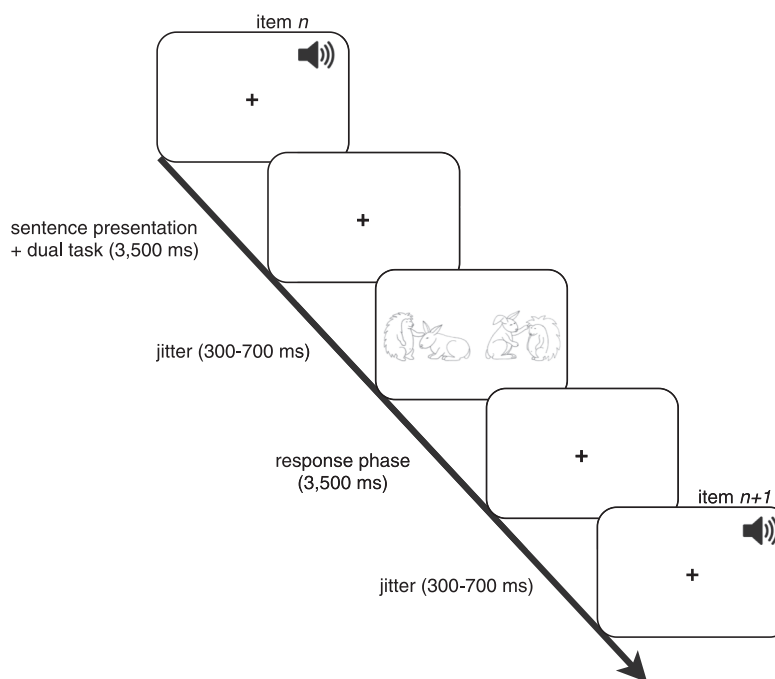 item n
+
+
sentence presentation
+ dual task (3,500 ms)
jitter (300-700 ms)
response phase
(3,500 ms)
+
item n+1
+
jitter (300-700 ms)